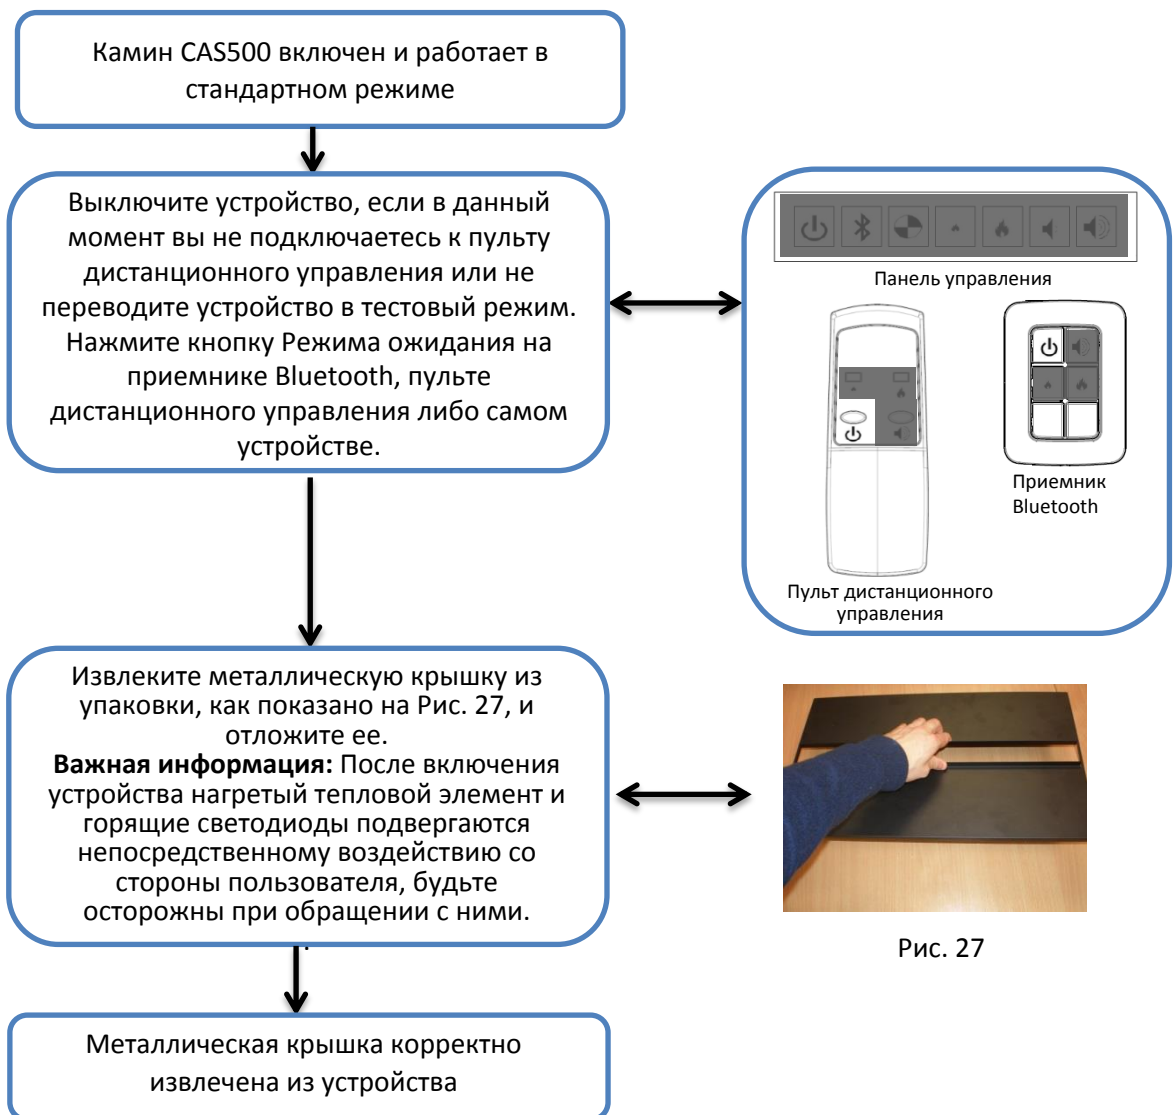 Камин CAS500 включен и работает в
стандартном режиме
Выключите устройство, если в данный
момент вы не подключаетесь к пульту
дистанционного управления или не
переводите устройство в тестовый режим.
Нажмите кнопку Режима ожидания на
приемнике Bluetooth, пульте
дистанционного управления либо самом
устройстве.
Панель управления
Приемник
Bluetooth
Пульт дистанционного
управления
Извлеките металлическую крышку из
упаковки, как показано на Рис. 27, и
отложите ее.
Важная информация: После включения
устройства нагретый тепловой элемент и
горящие светодиоды подвергаются
непосредственному воздействию со
стороны пользователя, будьте
осторожны при обращении с ними.
Рис. 27
Металлическая крышка корректно
извлечена из устройства